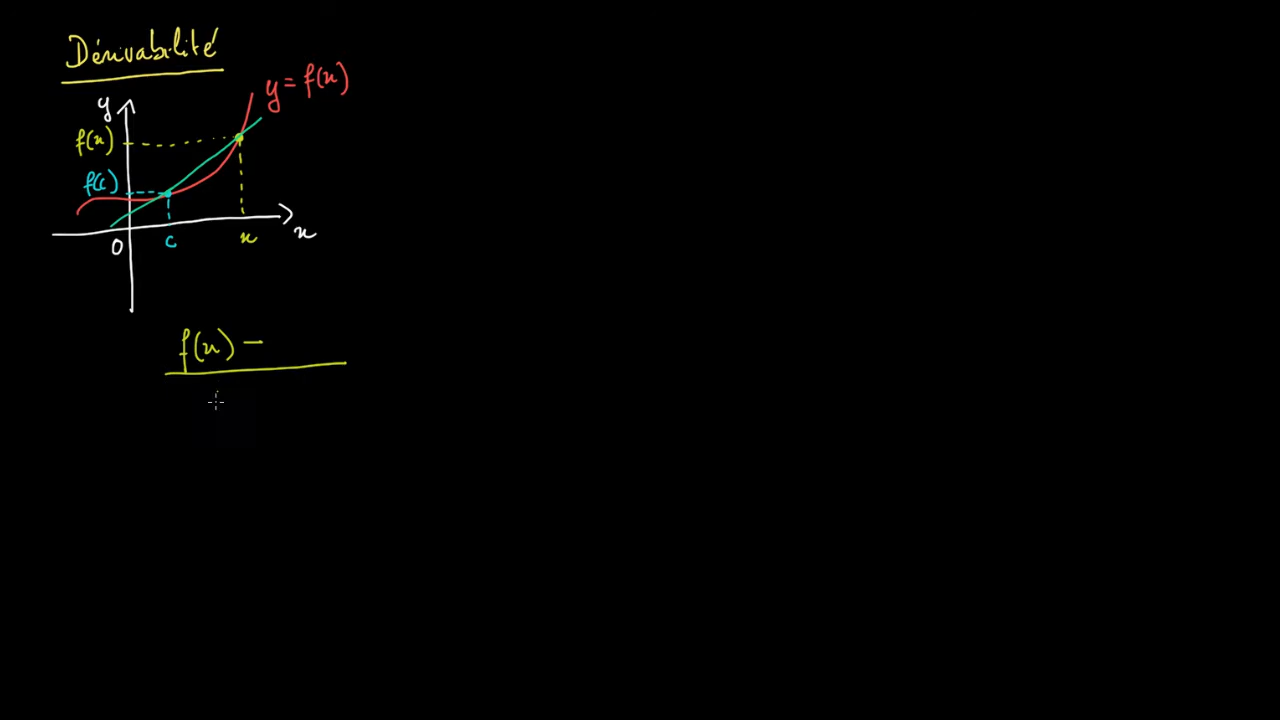 Dérivabilité
y = f(x)
y
f(x)
f(c)
0 c x x
f(x) −